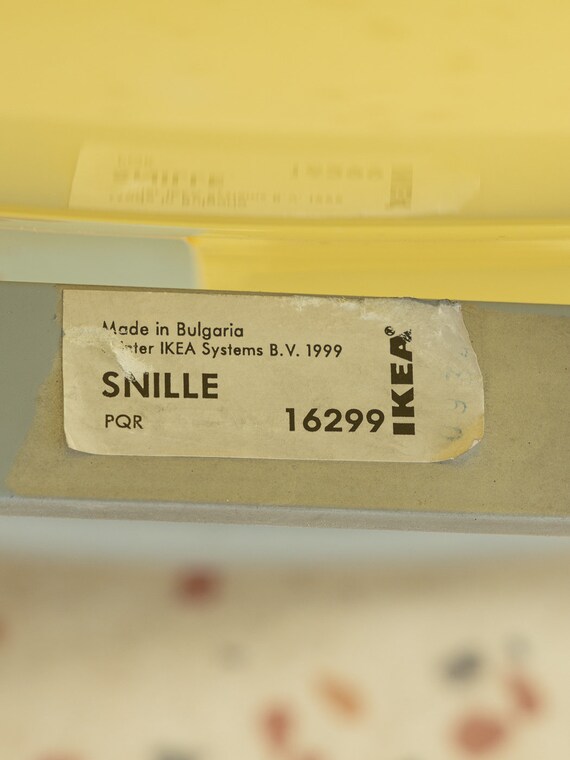 Made in Bulgaria
Inter IKEA Systems B.V. 1999
SNILLE
PQR 16299
IKEA®